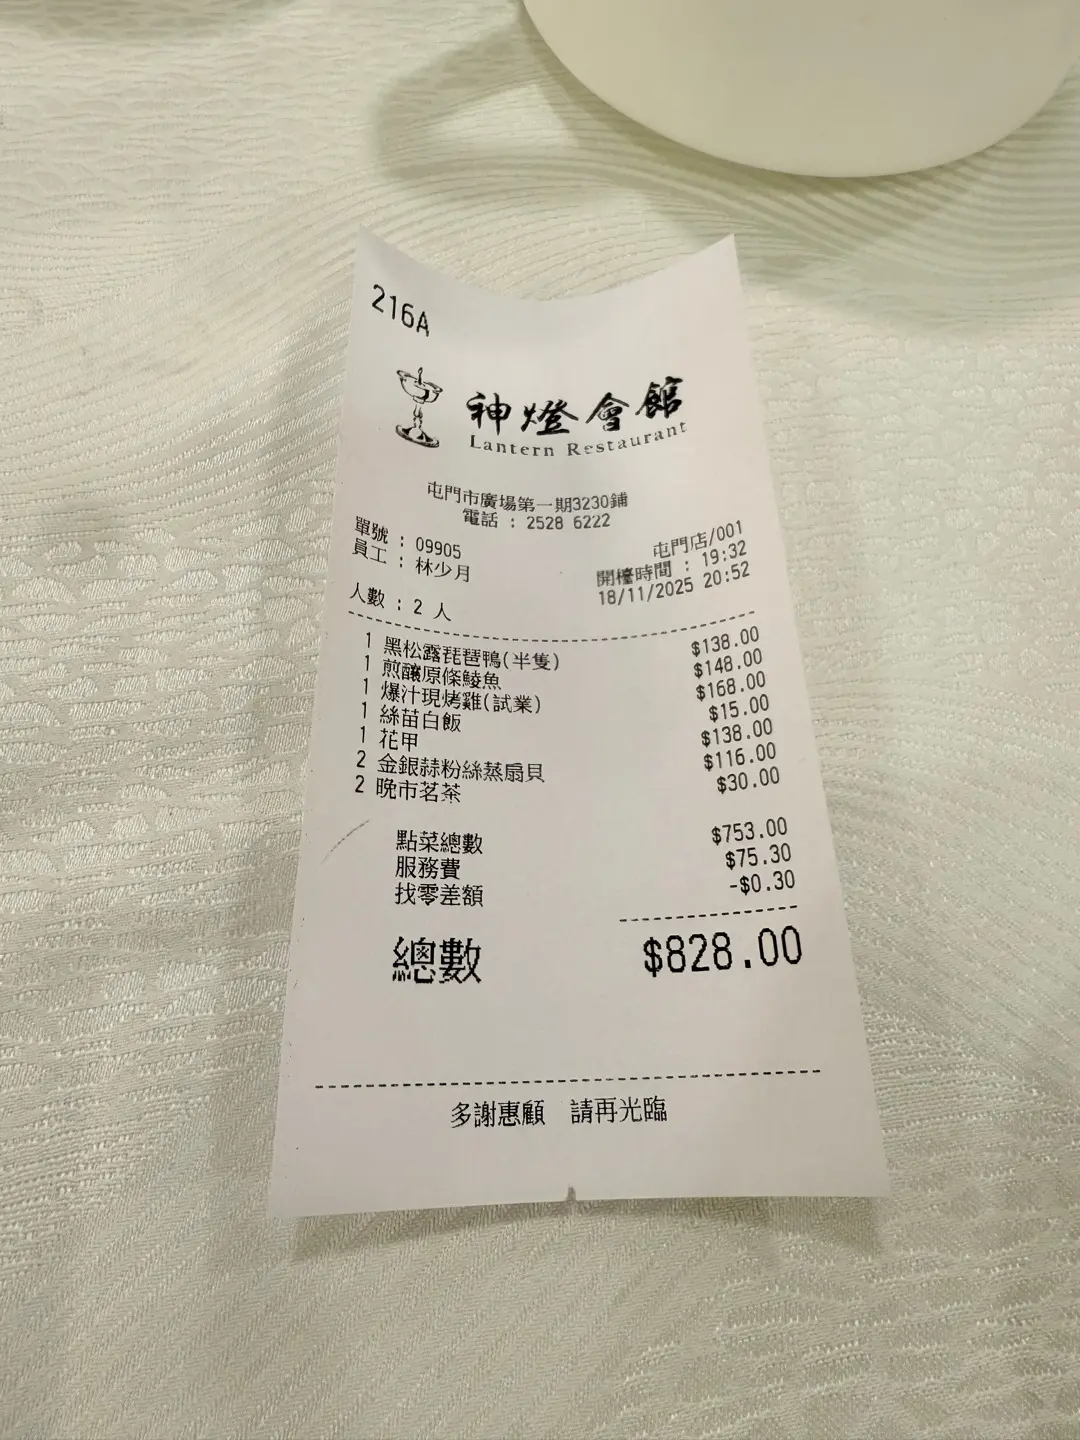 216A
神燈會館
Lantern Restaurant
屯門市廣場第一期3230鋪
電話 : 2528 6222
單號 : 09905 屯門店/001
員工 : 林少月 開檯時間 : 19:32
人數 : 2 人 18/11/2025 20:52
1 黑松露琵琶鴨(半隻) $138.00
1 煎釀原條鯪魚 $148.00
1 爆汁現烤雞(試業) $168.00
1 絲苗白飯 $15.00
1 花甲 $138.00
2 金銀蒜粉絲蒸扇貝 $116.00
2 晚市茗茶 $30.00
點菜總數 $753.00
服務費 $75.30
找零差額 -$0.30
總數 $828.00
多謝惠顧 請再光臨